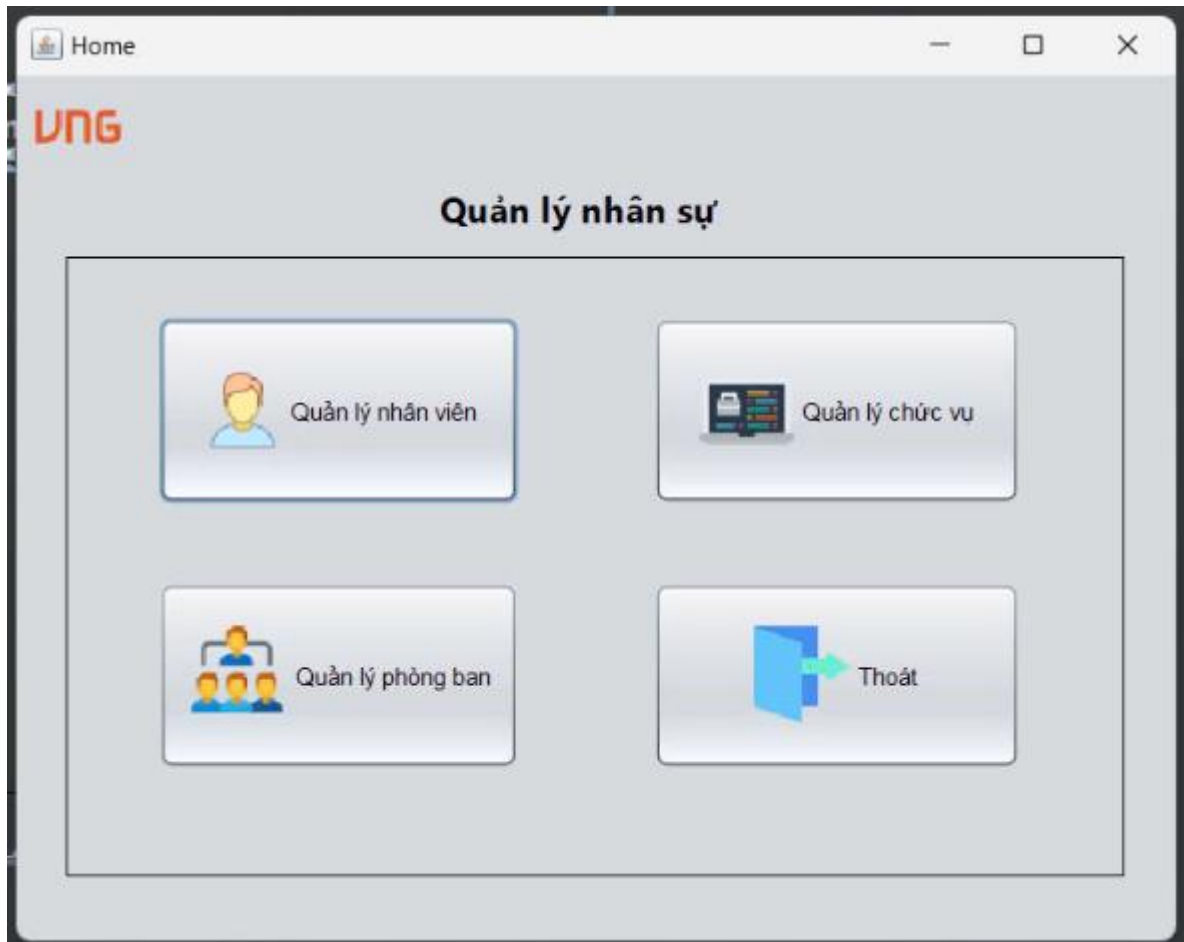 Home
VNG
Quản lý nhân sự
Quản lý nhân viên
Quản lý chức vụ
Quản lý phòng ban
Thoát